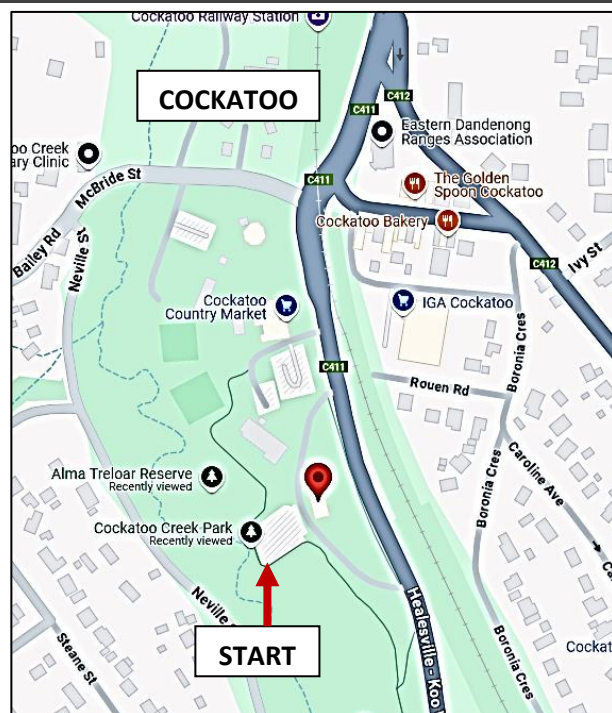 Cockatoo Railway Station
COCKATOO
C411
C412
Eastern Dandenong
Ranges Association
oo Creek
ary Clinic
McBride St
C411
The Golden
Spoon Cockatoo
Cockatoo Bakery
Bailey Rd
Neville St
Ivy St
C412
Cockatoo
Country Market
IGA Cockatoo
Boronia Cres
C411
Rouen Rd
Caroline Ave
Boronia Cres
Alma Treloar Reserve
Recently viewed
Cockatoo Creek Park
Recently viewed
Ca
Neville S
Healesville - Koo
START
Steane St
Boronia Cres
Cockat